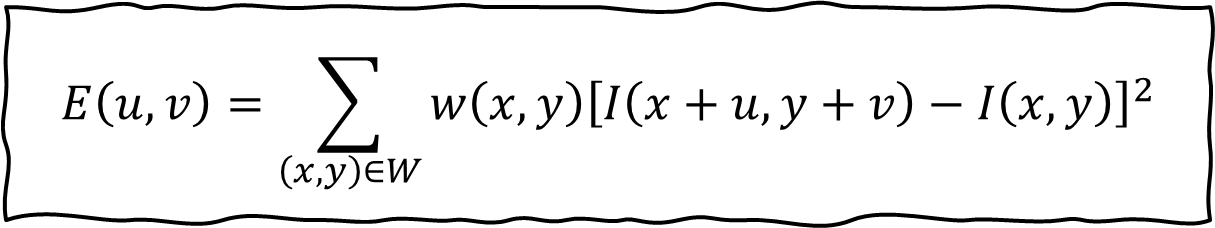 E(u, v) = ∑_{(x,y)∈W} w(x, y)[I(x + u, y + v) − I(x, y)]²